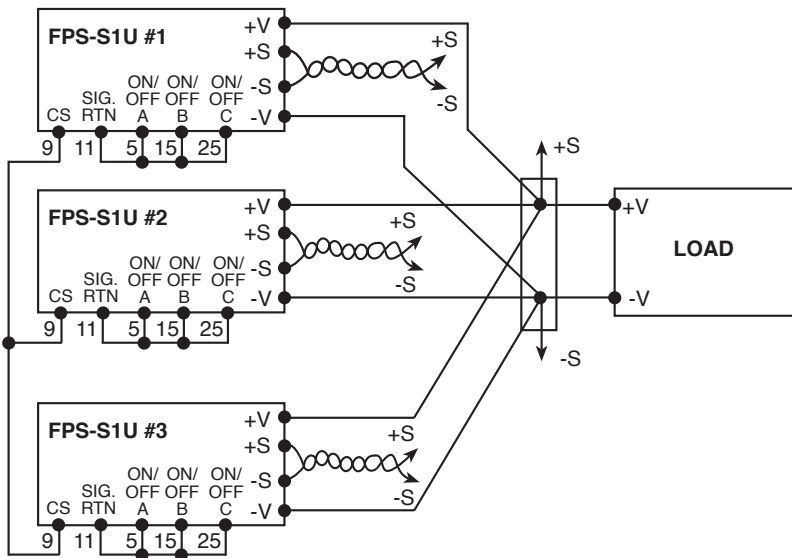 FPS-S1U #1
+V
+S
-S
-V
CS
SIG.
RTN
ON/
OFF
A
ON/
OFF
B
ON/
OFF
C
9
11
5
15
25
+S
-S
FPS-S1U #2
+V
+S
-S
-V
CS
SIG.
RTN
ON/
OFF
A
ON/
OFF
B
ON/
OFF
C
9
11
5
15
25
+S
-S
FPS-S1U #3
+V
+S
-S
-V
CS
SIG.
RTN
ON/
OFF
A
ON/
OFF
B
ON/
OFF
C
9
11
5
15
25
+S
-S
+S
-S
+V
LOAD
-V